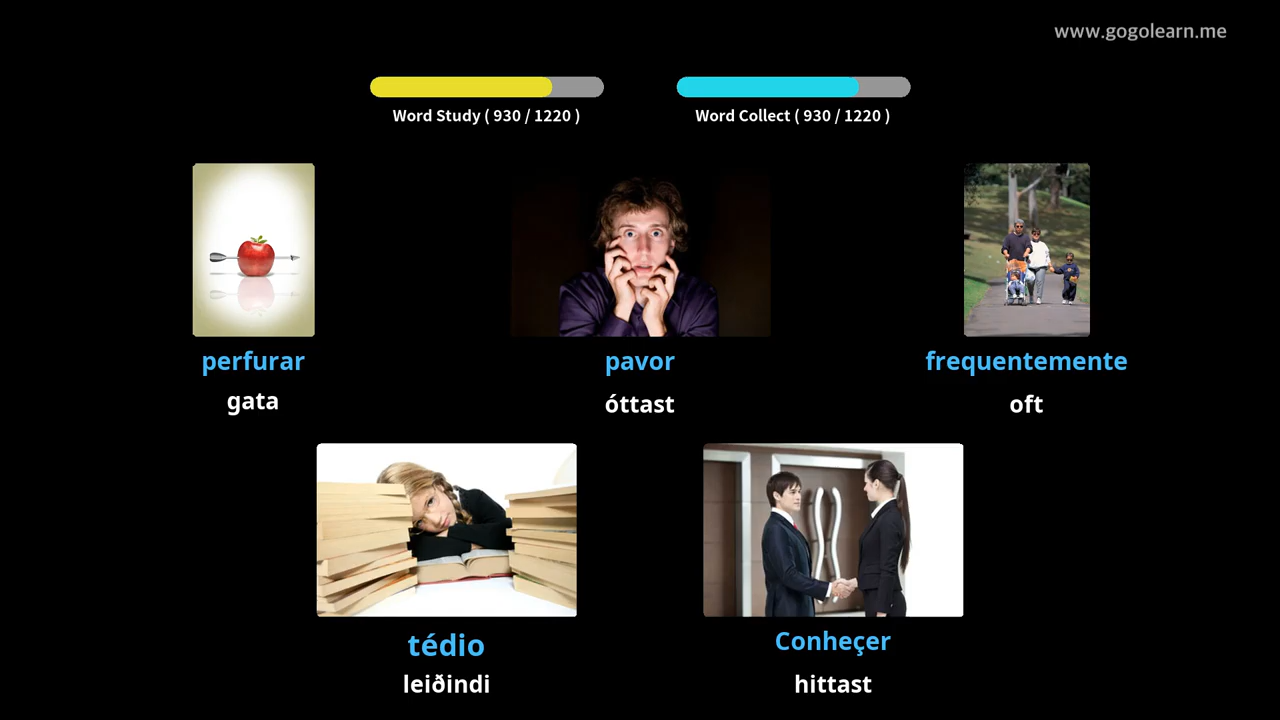 www.gogolearn.me
Word Study ( 930 / 1220 )
Word Collect ( 930 / 1220 )
perfurar
gata
pavor
óttast
frequentemente
oft
tédio
leiðindi
Conheçer
hittast